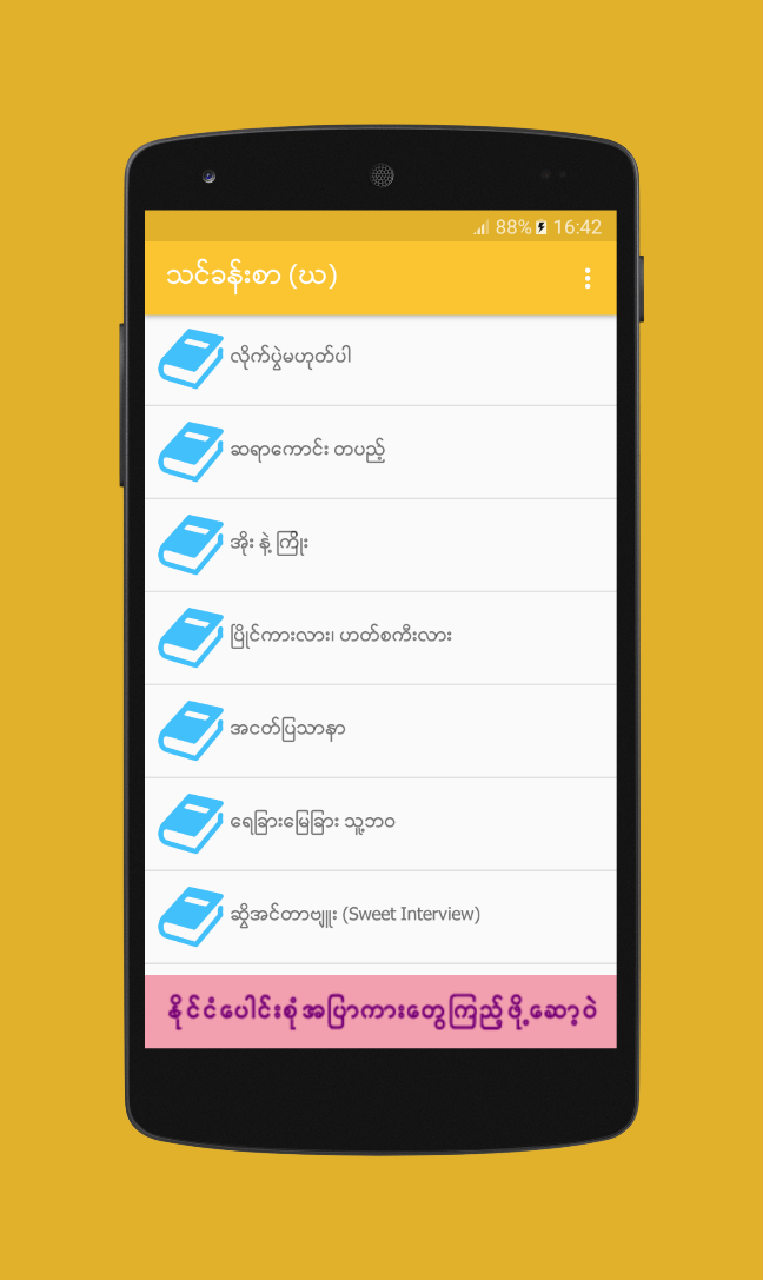 88% 16:42
သင်ခန်းစာ (ဃ)
လိုက်ပွဲမဟုတ်ပါ
ဆရာကောင်း တပည့်
အိုး နဲ့ ကြိုး
ပြိုင်ကားလား၊ ဟတ်စကီးလား
အငတ်ပြသာနာ
ရေခြားမြေခြား သူ့ဘဝ
ဆွိအင်တာဗျူး (Sweet Interview)
နိုင်ငံပေါင်းစုံအပြာကားတွေကြည့်ဖို့ဆော့ဝဲ